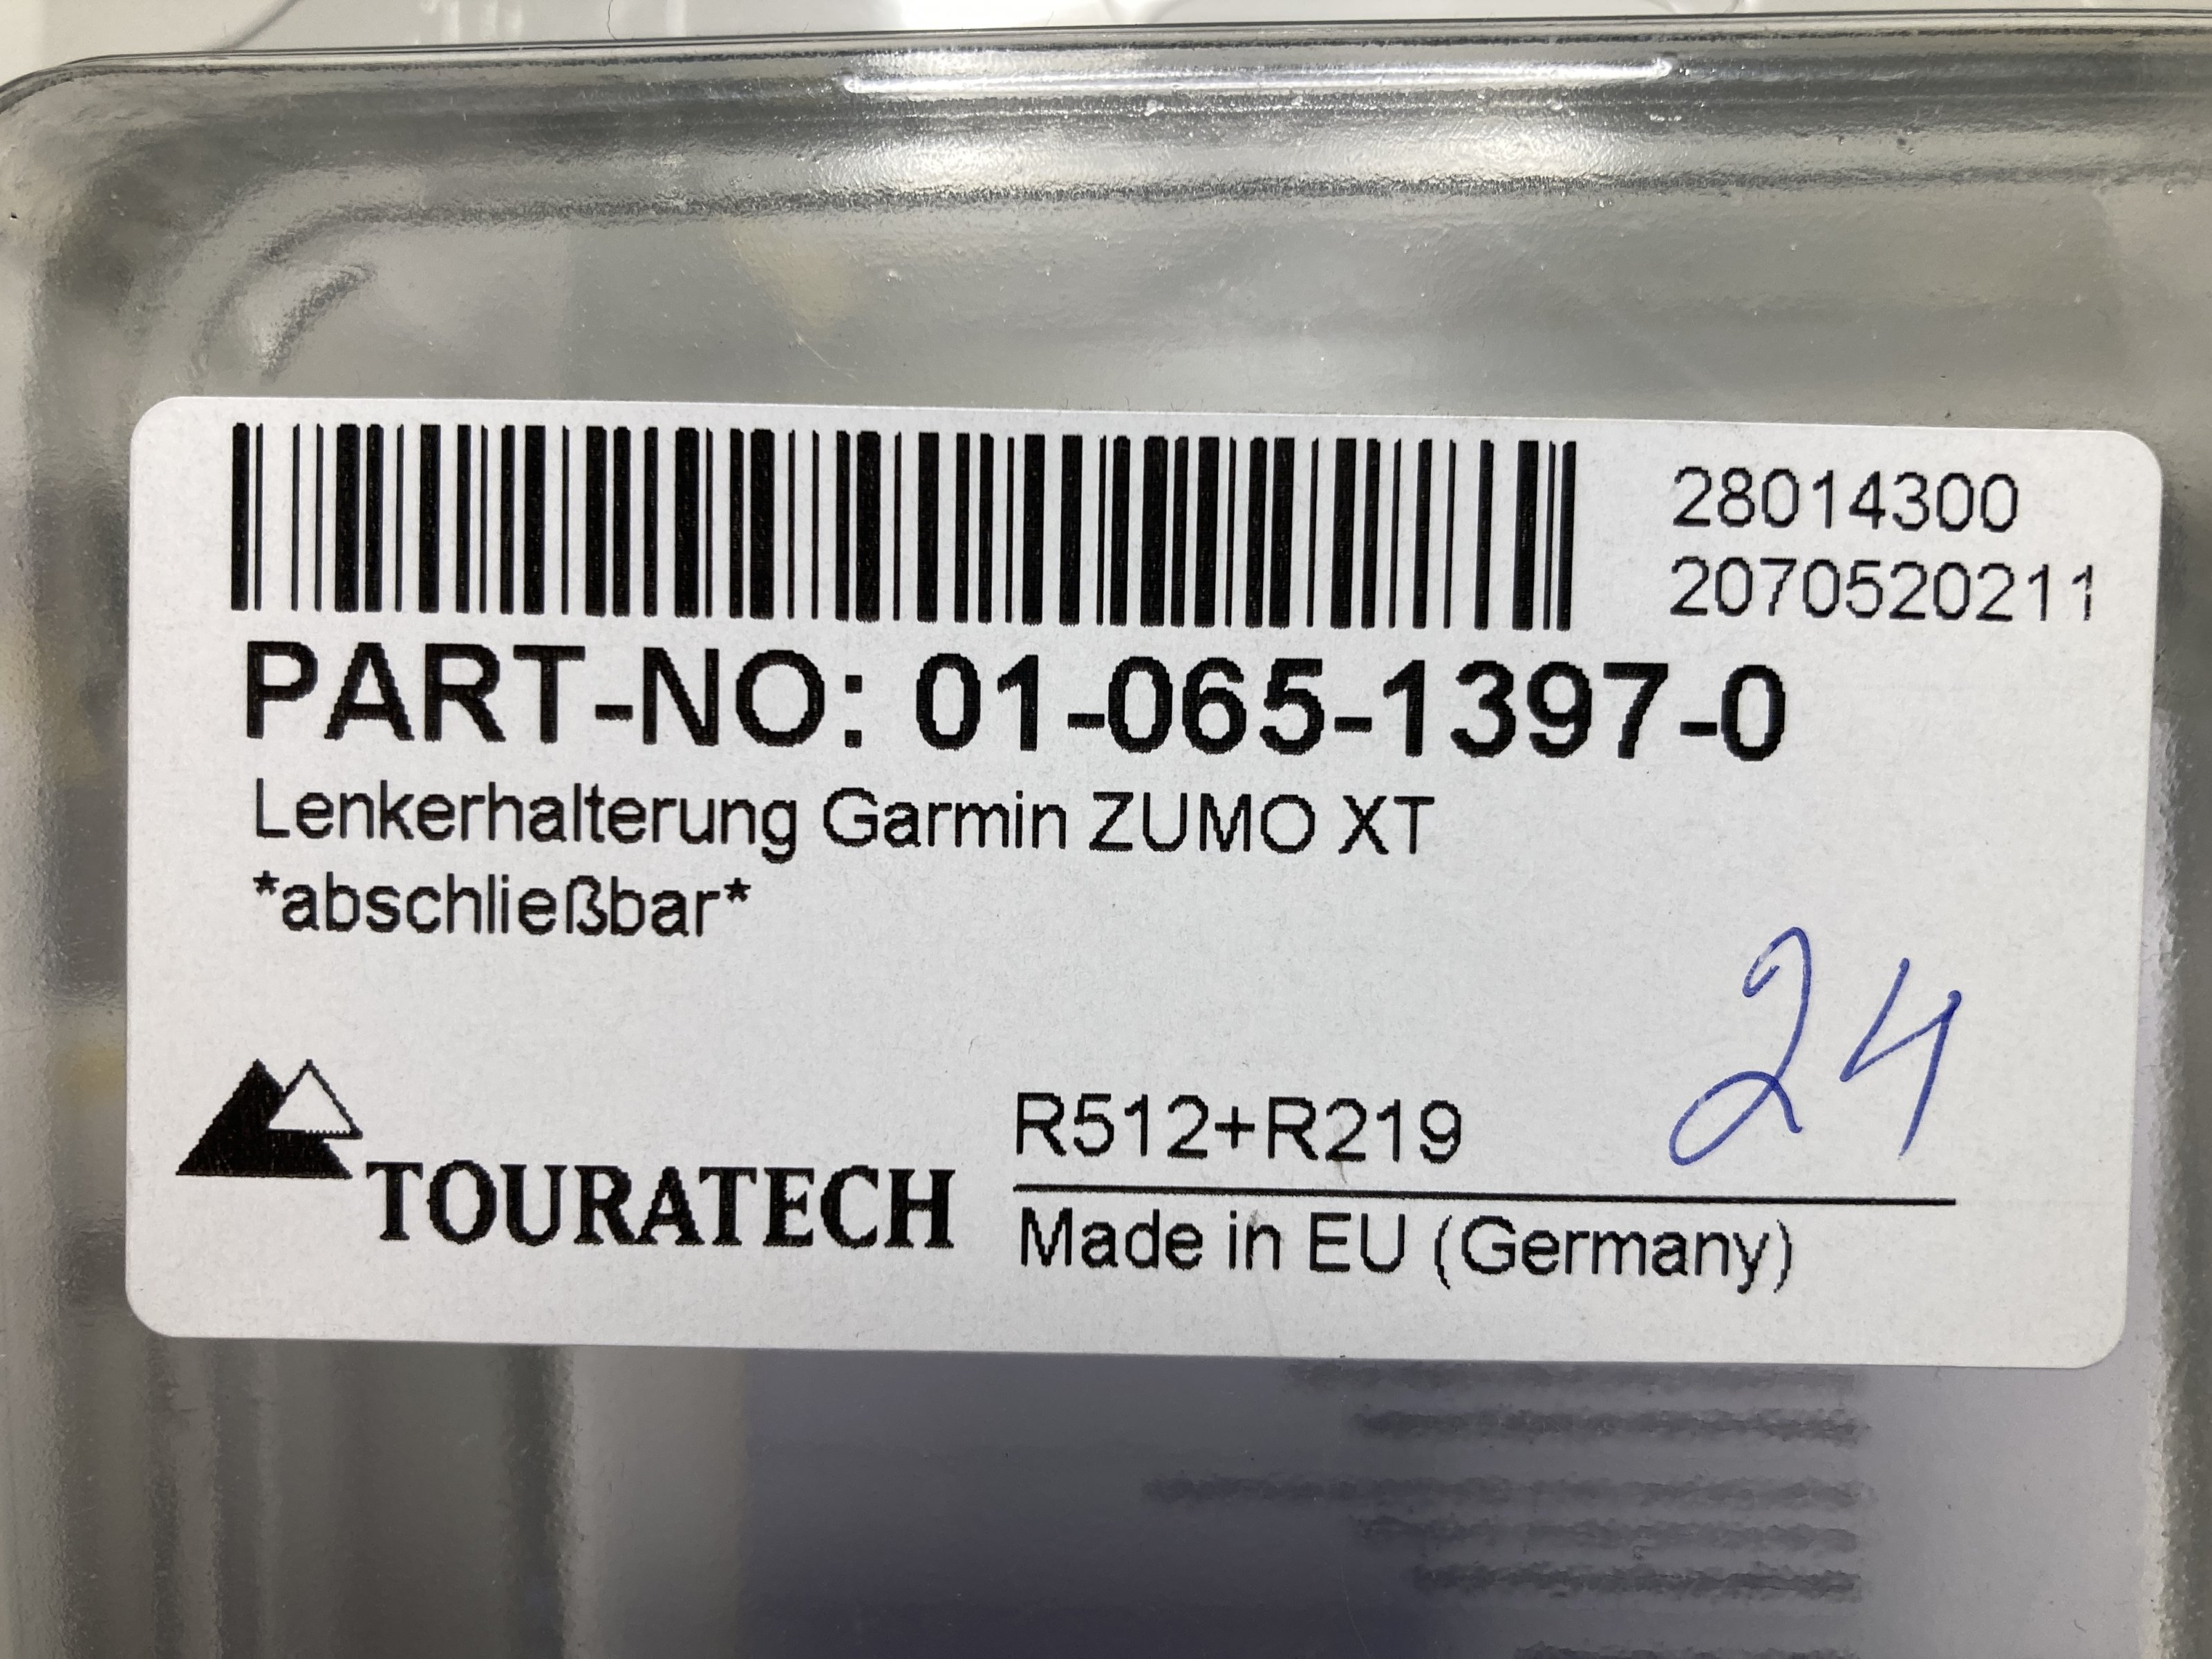 28014300
2070520211
PART-NO: 01-065-1397-0
Lenkerhalterung Garmin ZUMO XT
*abschließbar*
24
TOURATECH
R512+R219
Made in EU (Germany)